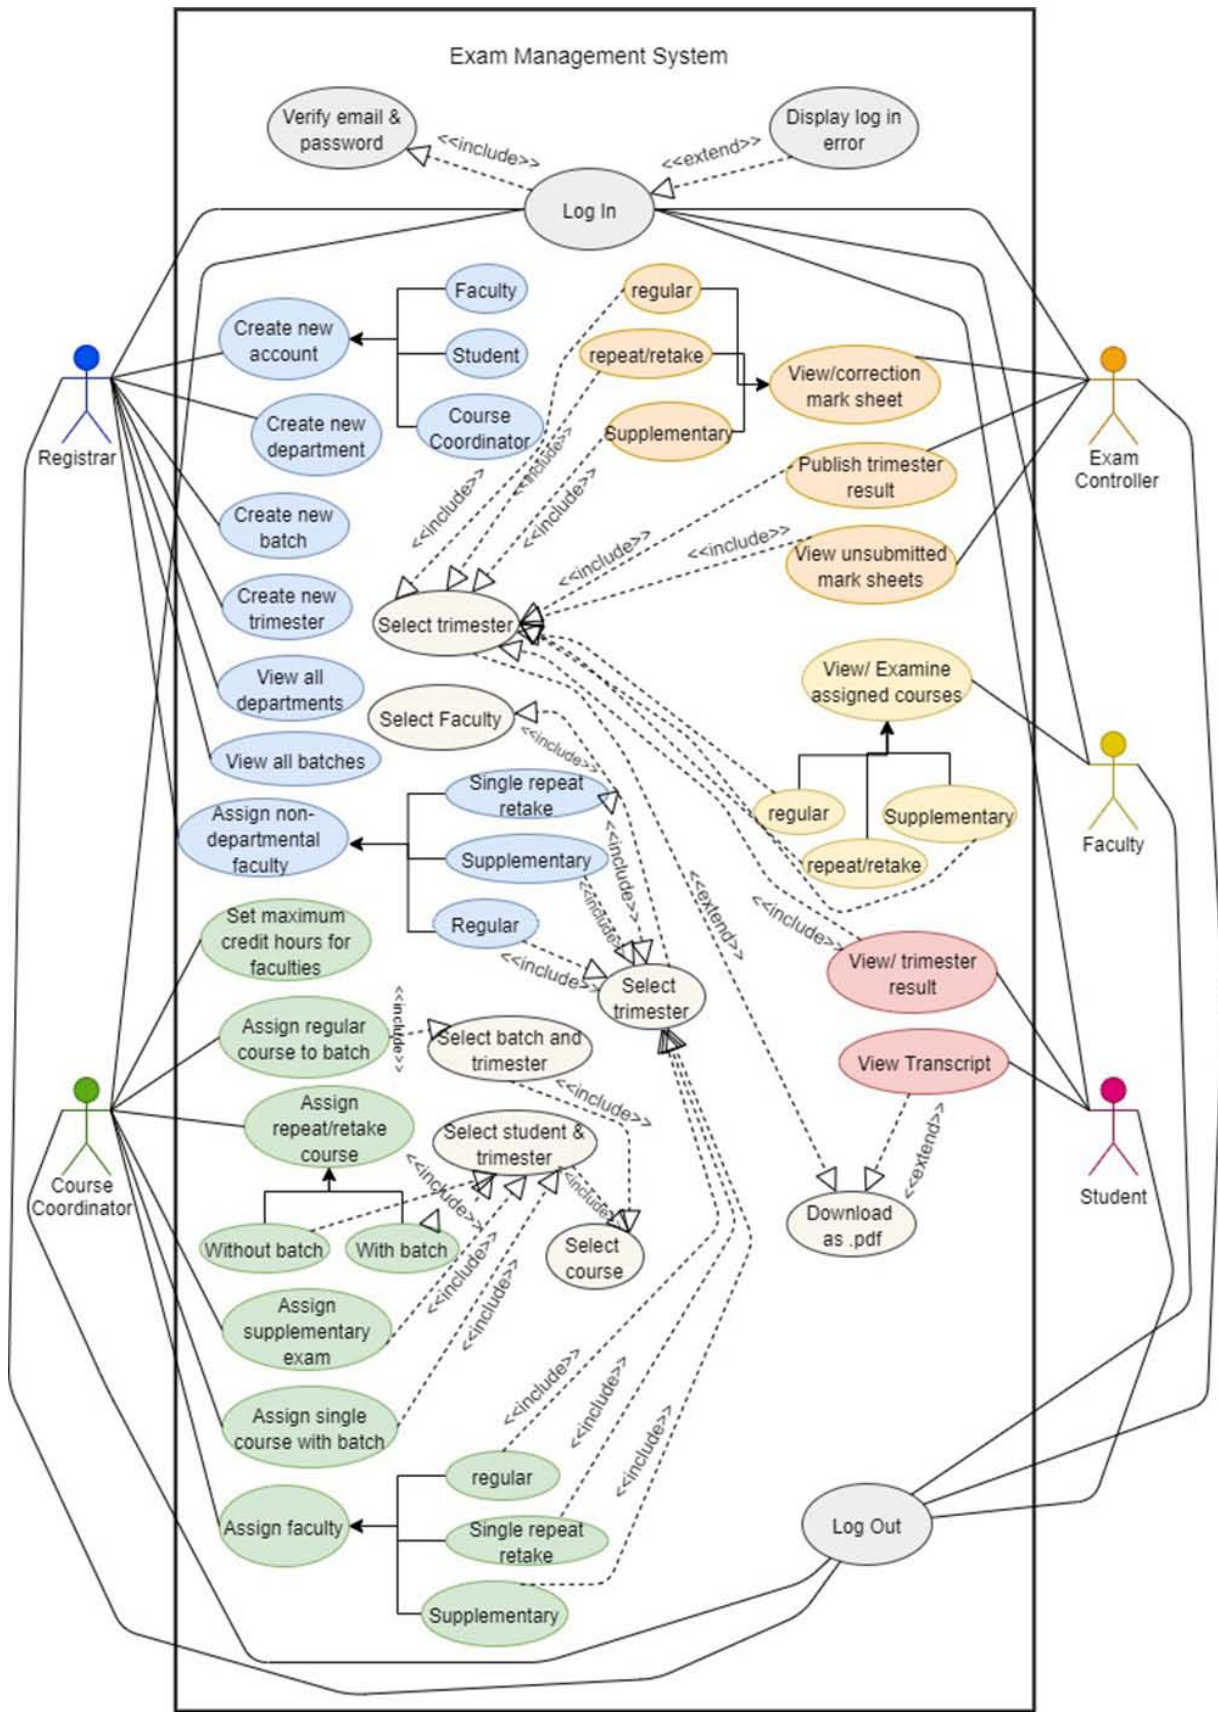 Exam Management System
Verify email &
password
<<include>>
<<extend>>
Display log in
error
Log In
Faculty
regular
Create new
account
Student
repeat/retake
View/correction
mark sheet
Registrar
Create new
department
Course
Coordinator
Supplementary
Exam
Controller
<<include>>
<<include>>
<<include>>
Publish trimester
result
Create new
batch
<<include>>
<<include>>
View unsubmitted
mark sheets
Create new
trimester
Select trimester
View all
departments
View/ Examine
assigned courses
Select Faculty
<<include>>
View all batches
Single repeat
retake
regular
Supplementary
Faculty
Assign non-
departmental
faculty
Supplementary
<<include>>
repeat/retake
<<include>>
<<extend>>
<<include>>
Set maximum
credit hours for
faculties
Regular
<<include>>
View/ trimester
result
Select
trimester
<<include>>
Assign regular
course to batch
Select batch and
trimester
View Transcript
<<include>>
Course
Coordinator
Assign
repeat/retake
course
Select student &
trimester
<<include>>
<<include>>
<<extend>>
Student
Without batch
With batch
Select
course
Download
as .pdf
<<include>>
<<include>>
Assign
supplementary
exam
<<include>>
<<include>>
<<include>>
Assign single
course with batch
regular
Assign faculty
Single repeat
retake
Log Out
Supplementary